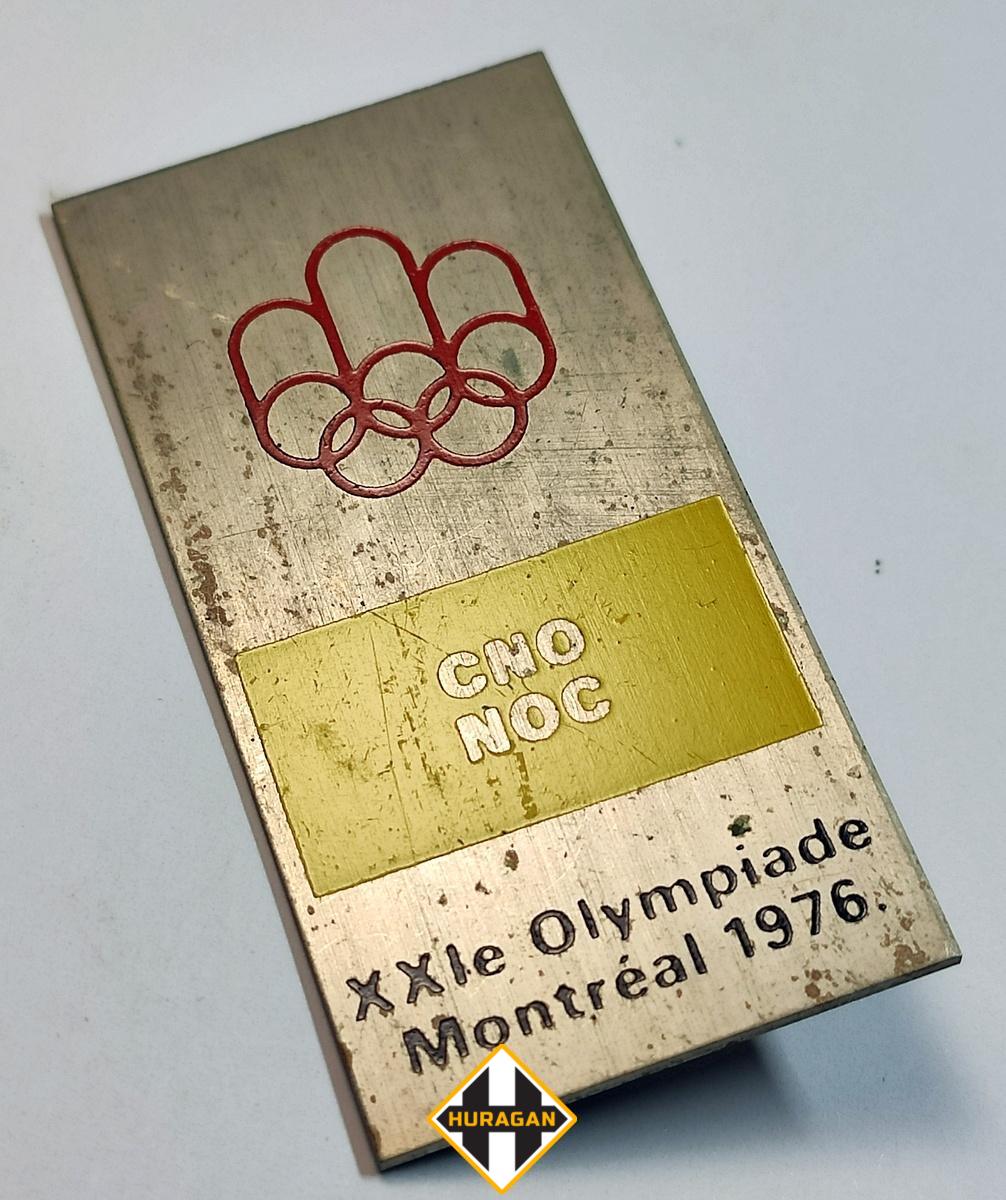 CNO
NOC
XXIe Olympiade
Montréal 1976.
HURAGAN